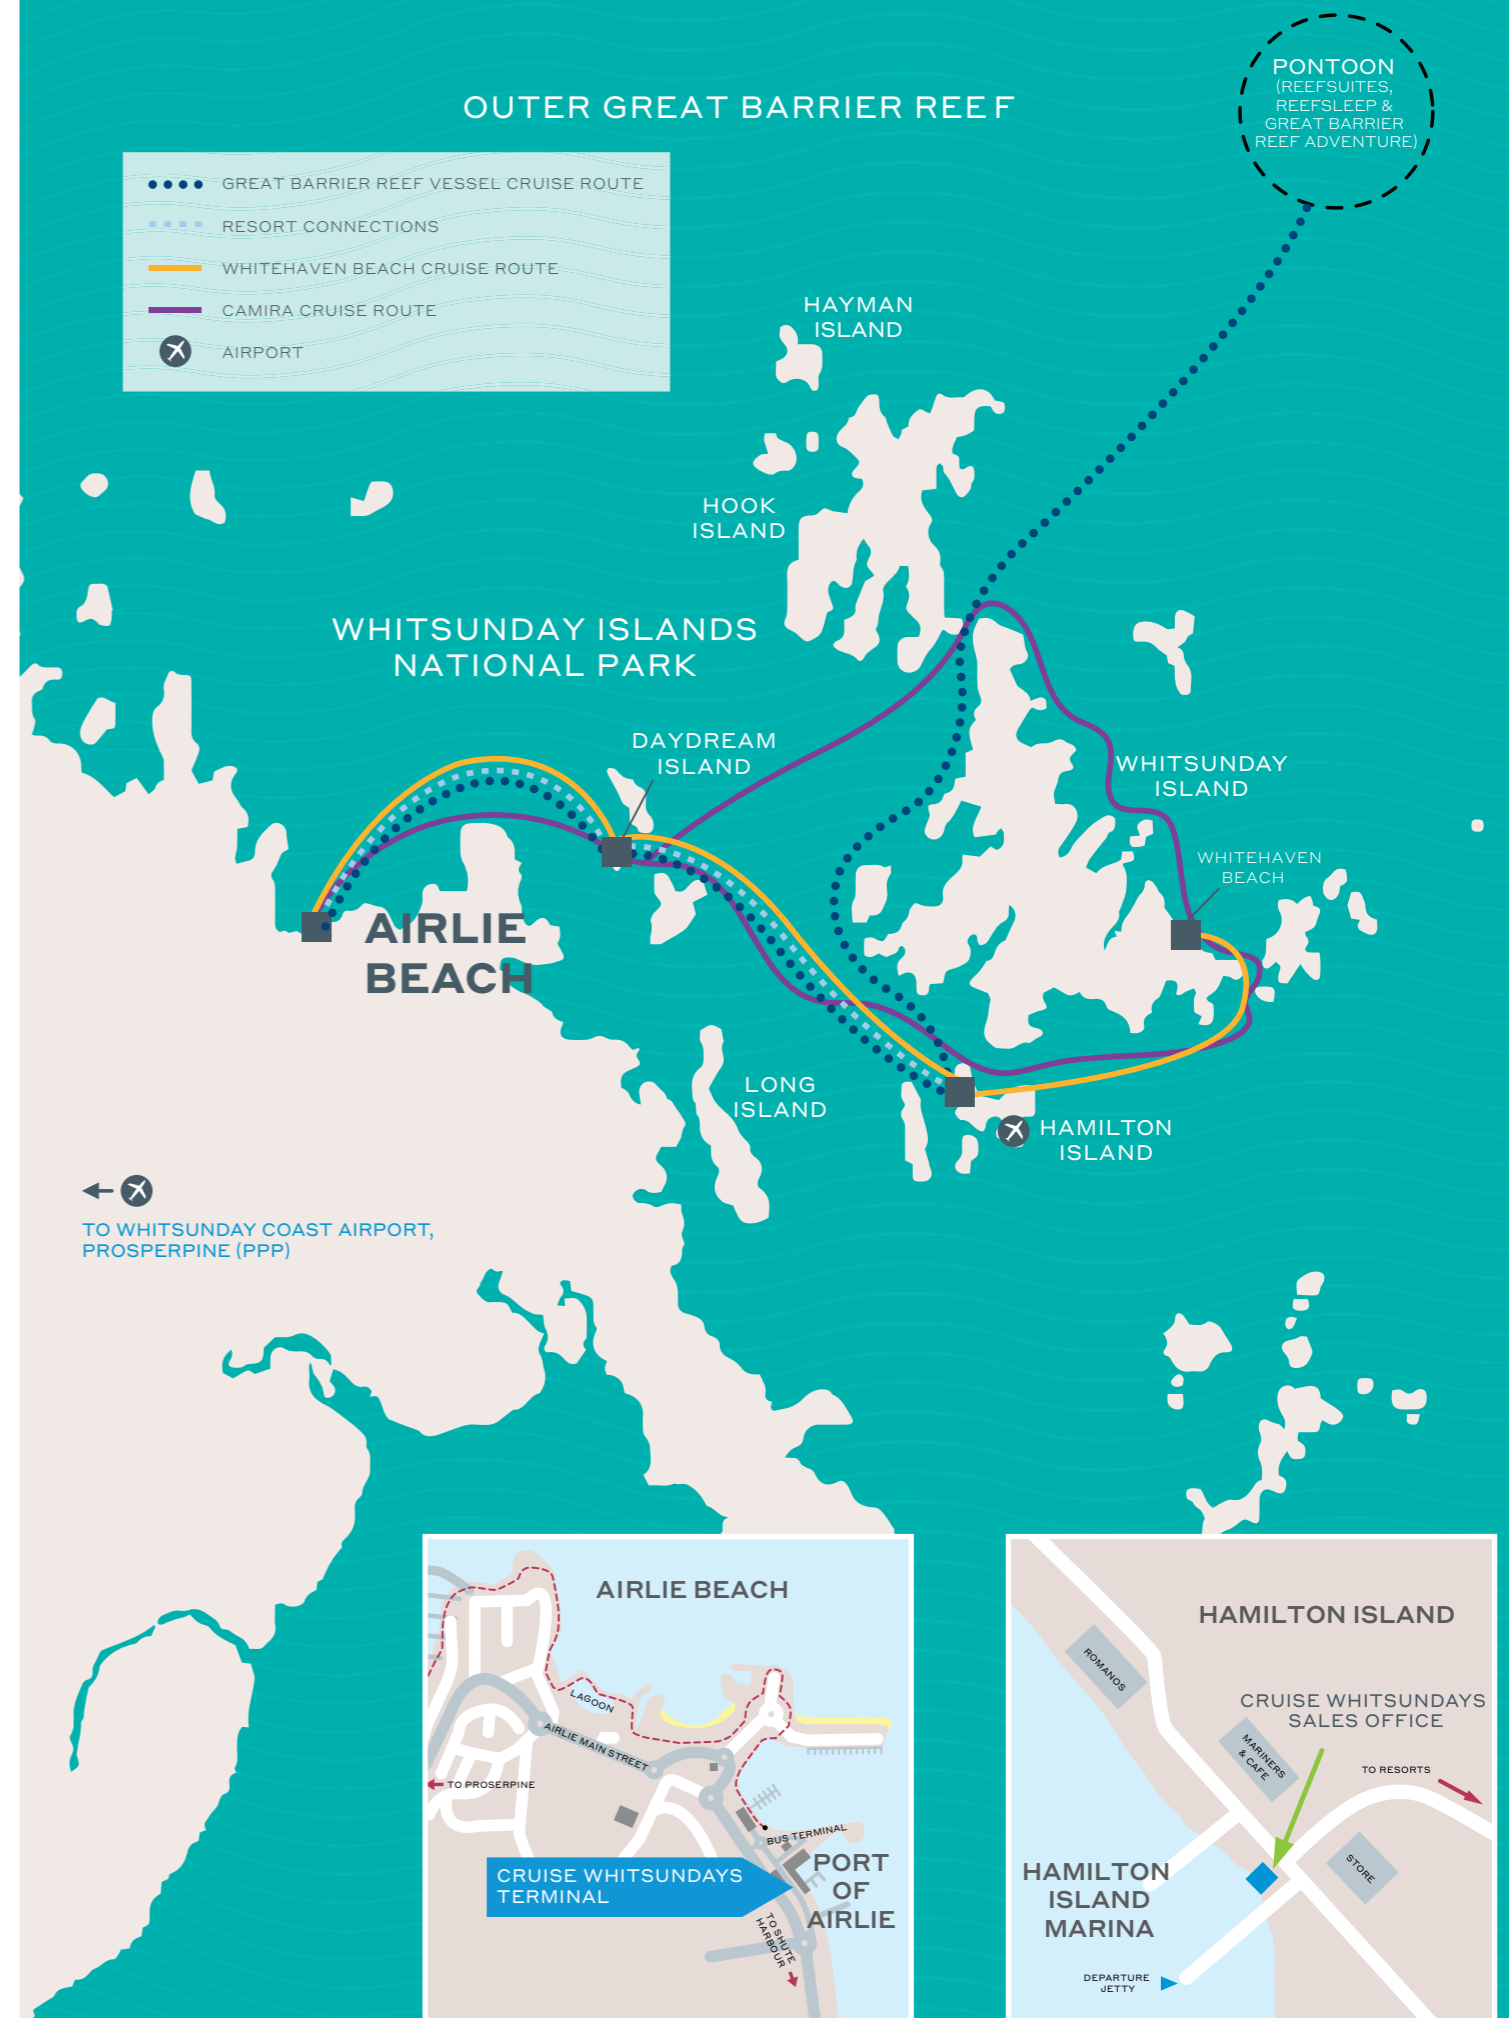 PONTOON
(REEFSUITES,
REEFSLEEP &
GREAT BARRIER
REEF ADVENTURE)
OUTER GREAT BARRIER REEF
GREAT BARRIER REEF VESSEL CRUISE ROUTE
RESORT CONNECTIONS
WHITEHAVEN BEACH CRUISE ROUTE
CAMIRA CRUISE ROUTE
AIRPORT
HAYMAN
ISLAND
HOOK
ISLAND
WHITSUNDAY ISLANDS
NATIONAL PARK
DAYDREAM
ISLAND
WHITSUNDAY
ISLAND
WHITEHAVEN
BEACH
AIRLIE
BEACH
LONG
ISLAND
HAMILTON
ISLAND
TO WHITSUNDAY COAST AIRPORT,
PROSPERPINE (PPP)
AIRLIE BEACH
LAGOON
AIRLIE MAIN STREET
TO PROSERPINE
BUS TERMINAL
CRUISE WHITSUNDAYS
TERMINAL
PORT
OF
AIRLIE
TO SHUTE
HARBOUR
HAMILTON ISLAND
ROMANOS
CRUISE WHITSUNDAYS
SALES OFFICE
MARINERS
& CAFE
TO RESORTS
STORE
HAMILTON
ISLAND
MARINA
DEPARTURE
JETTY